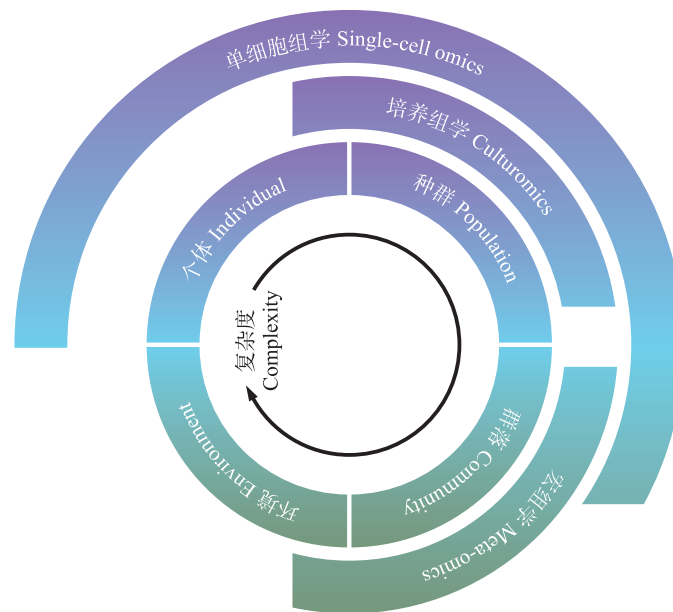 单细胞组学 Single-cell omics
培养组学 Culturomics
个体 Individual
种群 Population
复杂度
Complexity
环境 Environment
群落 Community
宏组学 Meta-omics